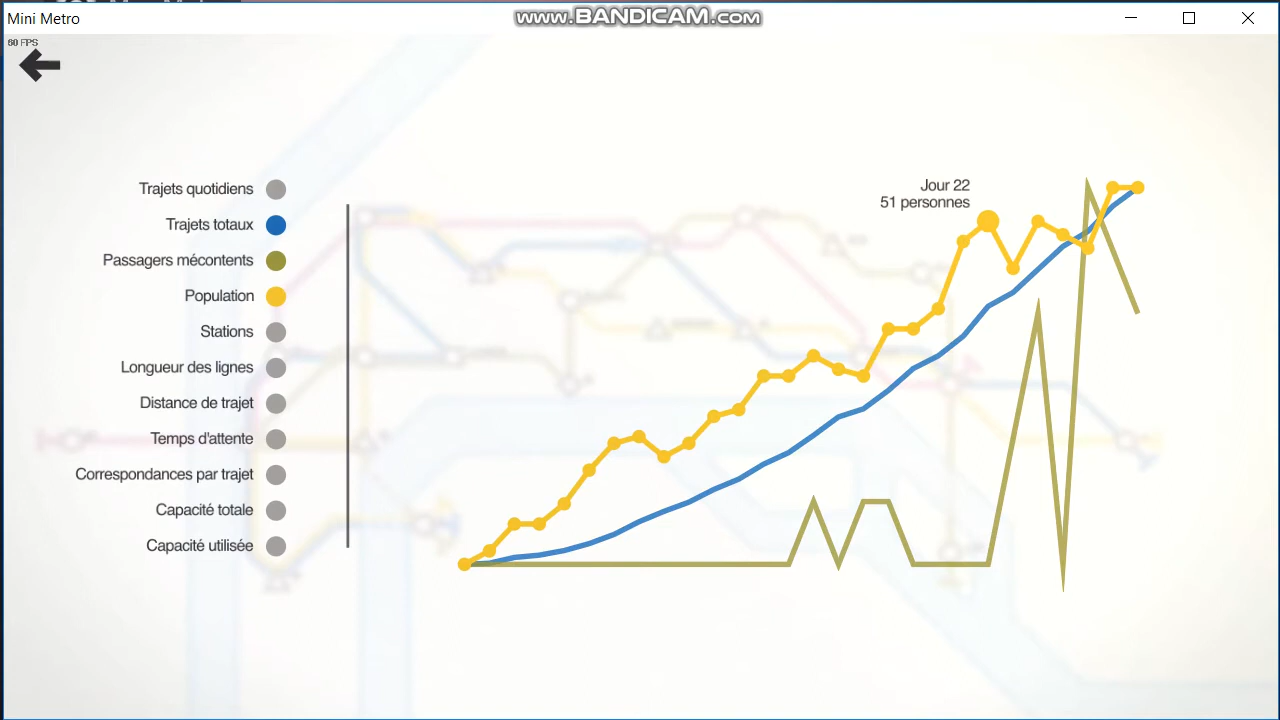 Mini Metro
www.BANDICAM.com
60 FPS
Jour 22
51 personnes
Trajets quotidiens
Trajets totaux
Passagers mécontents
Population
Stations
Longueur des lignes
Distance de trajet
Temps d'attente
Correspondances par trajet
Capacité totale
Capacité utilisée